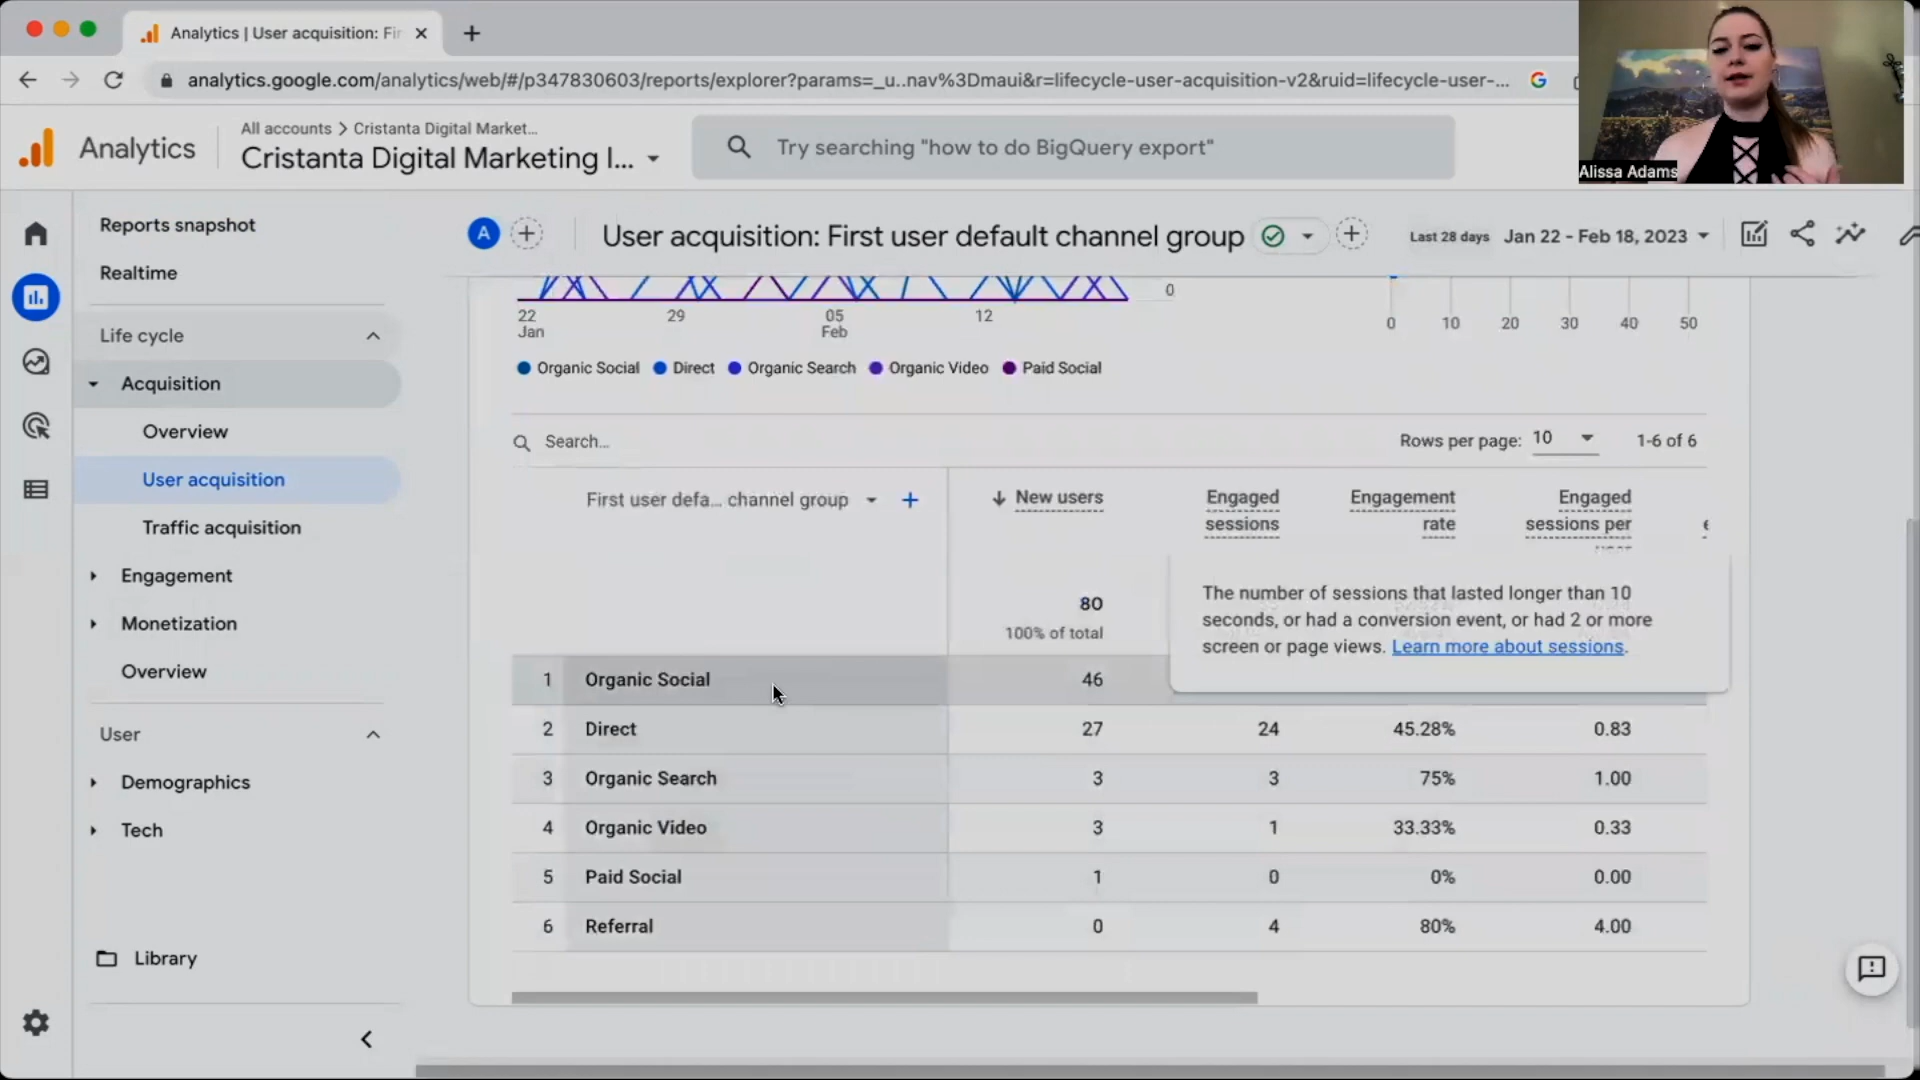 Analytics | User acquisition: Fir
analytics.google.com/analytics/web/#/p347830603/reports/explorer?params=_u..nav%3Dmaui&r=lifecycle-user-acquisition-v2&ruid=lifecycle-user-...
Alissa Adams
Analytics
All accounts > Cristanta Digital Market...
Cristanta Digital Marketing I...
Try searching "how to do BigQuery export"
Reports snapshot
Realtime
Life cycle
Acquisition
Overview
User acquisition
Traffic acquisition
Engagement
Monetization
Overview
User
Demographics
Tech
Library
A
User acquisition: First user default channel group
Last 28 days Jan 22 - Feb 18, 2023
0
22 Jan 29 05 Feb 12
0 10 20 30 40 50
Organic Social Direct Organic Search Organic Video Paid Social
Search...
Rows per page: 10 1-6 of 6
First user defa... channel group
New users
Engaged sessions
Engagement rate
Engaged sessions per
80
100% of total
The number of sessions that lasted longer than 10
seconds, or had a conversion event, or had 2 or more
screen or page views. Learn more about sessions.
1 Organic Social 46
2 Direct 27 24 45.28% 0.83
3 Organic Search 3 3 75% 1.00
4 Organic Video 3 1 33.33% 0.33
5 Paid Social 1 0 0% 0.00
6 Referral 0 4 80% 4.00